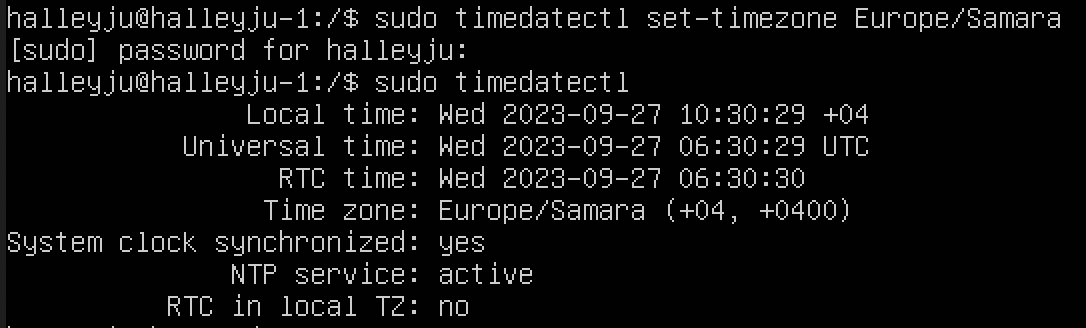 halleyju@halleyju-1:/$ sudo timedatectl set-timezone Europe/Samara
[sudo] password for halleyju:
halleyju@halleyju-1:/$ sudo timedatectl
Local time: Wed 2023-09-27 10:30:29 +04
Universal time: Wed 2023-09-27 06:30:29 UTC
RTC time: Wed 2023-09-27 06:30:30
Time zone: Europe/Samara (+04, +0400)
System clock synchronized: yes
NTP service: active
RTC in local TZ: no